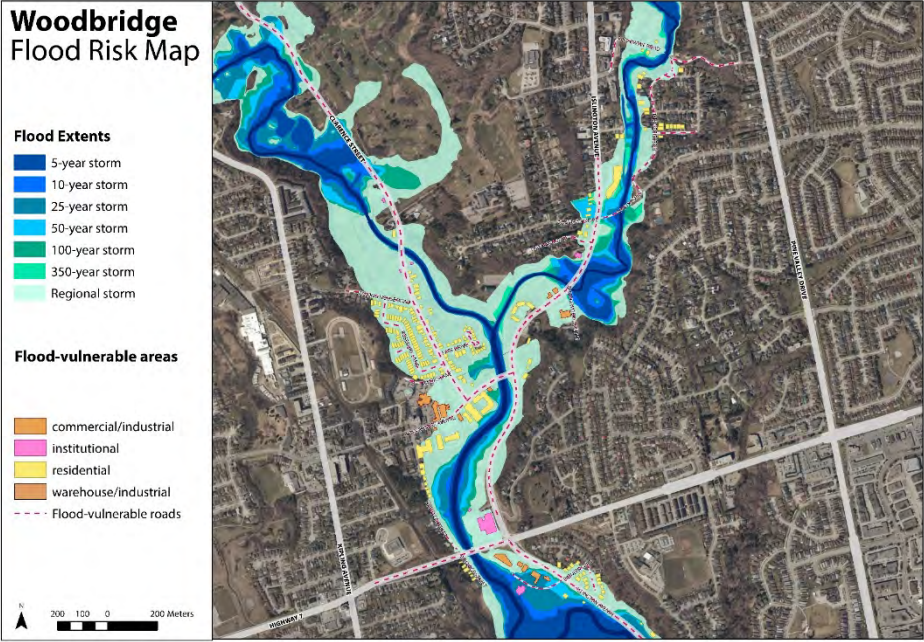 Woodbridge
Flood Risk Map
Flood Extents
5-year storm
10-year storm
25-year storm
50-year storm
100-year storm
350-year storm
Regional storm
Flood-vulnerable areas
commercial/industrial
institutional
residential
warehouse/industrial
Flood-vulnerable roads
N
200 100 0 200 Meters
CLARENCE STREET
ISLINGTON AVENUE
PINE VALLEY DRIVE
KIPLING AVENUE
HIGHWAY 7